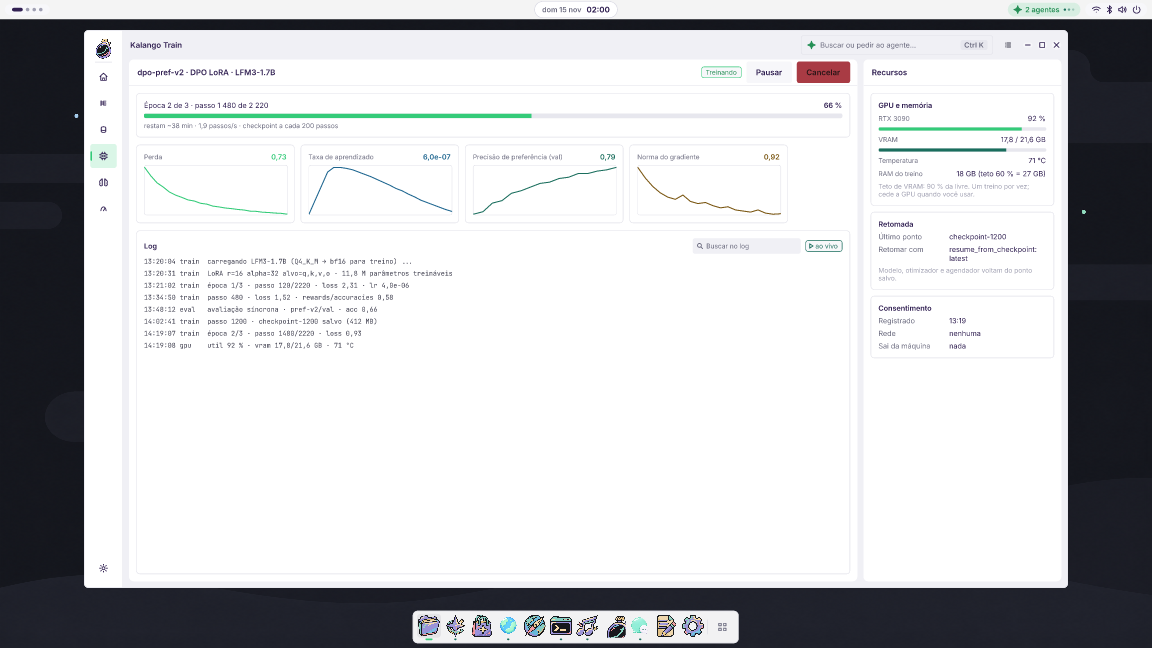 dom 15 nov 02:00
2 agentes
Kalango Train
Buscar ou pedir ao agente...
Ctrl K
dpo-pref-v2 · DPO LoRA · LFM3-1.7B
Treinando
Pausar
Cancelar
Época 2 de 3 · passo 1 480 de 2 220
66 %
restam ~38 min · 1,9 passos/s · checkpoint a cada 200 passos
Perda
0,73
Taxa de aprendizado
6,0e-07
Precisão de preferência (val)
0,79
Norma do gradiente
0,92
Log
Buscar no log
ao vivo
13:20:04 train carregando LFM3-1.7B (Q4_K_M → bf16 para treino) ...
13:20:31 train LoRA r=16 alpha=32 alvo=q,k,v,o · 11,8 M parâmetros treináveis
13:21:02 train época 1/3 · passo 120/2220 · loss 2,31 · lr 4,0e-06
13:34:50 train passo 480 · loss 1,52 · rewards/accuracies 0,58
13:48:12 eval avaliação síncrona · pref-v2/val · acc 0,66
14:02:41 train passo 1200 · checkpoint-1200 salvo (412 MB)
14:19:07 train época 2/3 · passo 1480/2220 · loss 0,93
14:19:08 gpu util 92 % · vram 17,8/21,6 GB · 71 °C
Recursos
GPU e memória
RTX 3090
92 %
VRAM
17,8 / 21,6 GB
Temperatura
71 °C
RAM do treino
18 GB (teto 60 % = 27 GB)
Teto de VRAM: 90 % da livre. Um treino por vez;
cede a GPU quando você usar.
Retomada
Último ponto
checkpoint-1200
Retomar com
resume_from_checkpoint:
latest
Modelo, otimizador e agendador voltam do ponto
salvo.
Consentimento
Registrado
13:19
Rede
nenhuma
Sai da máquina
nada